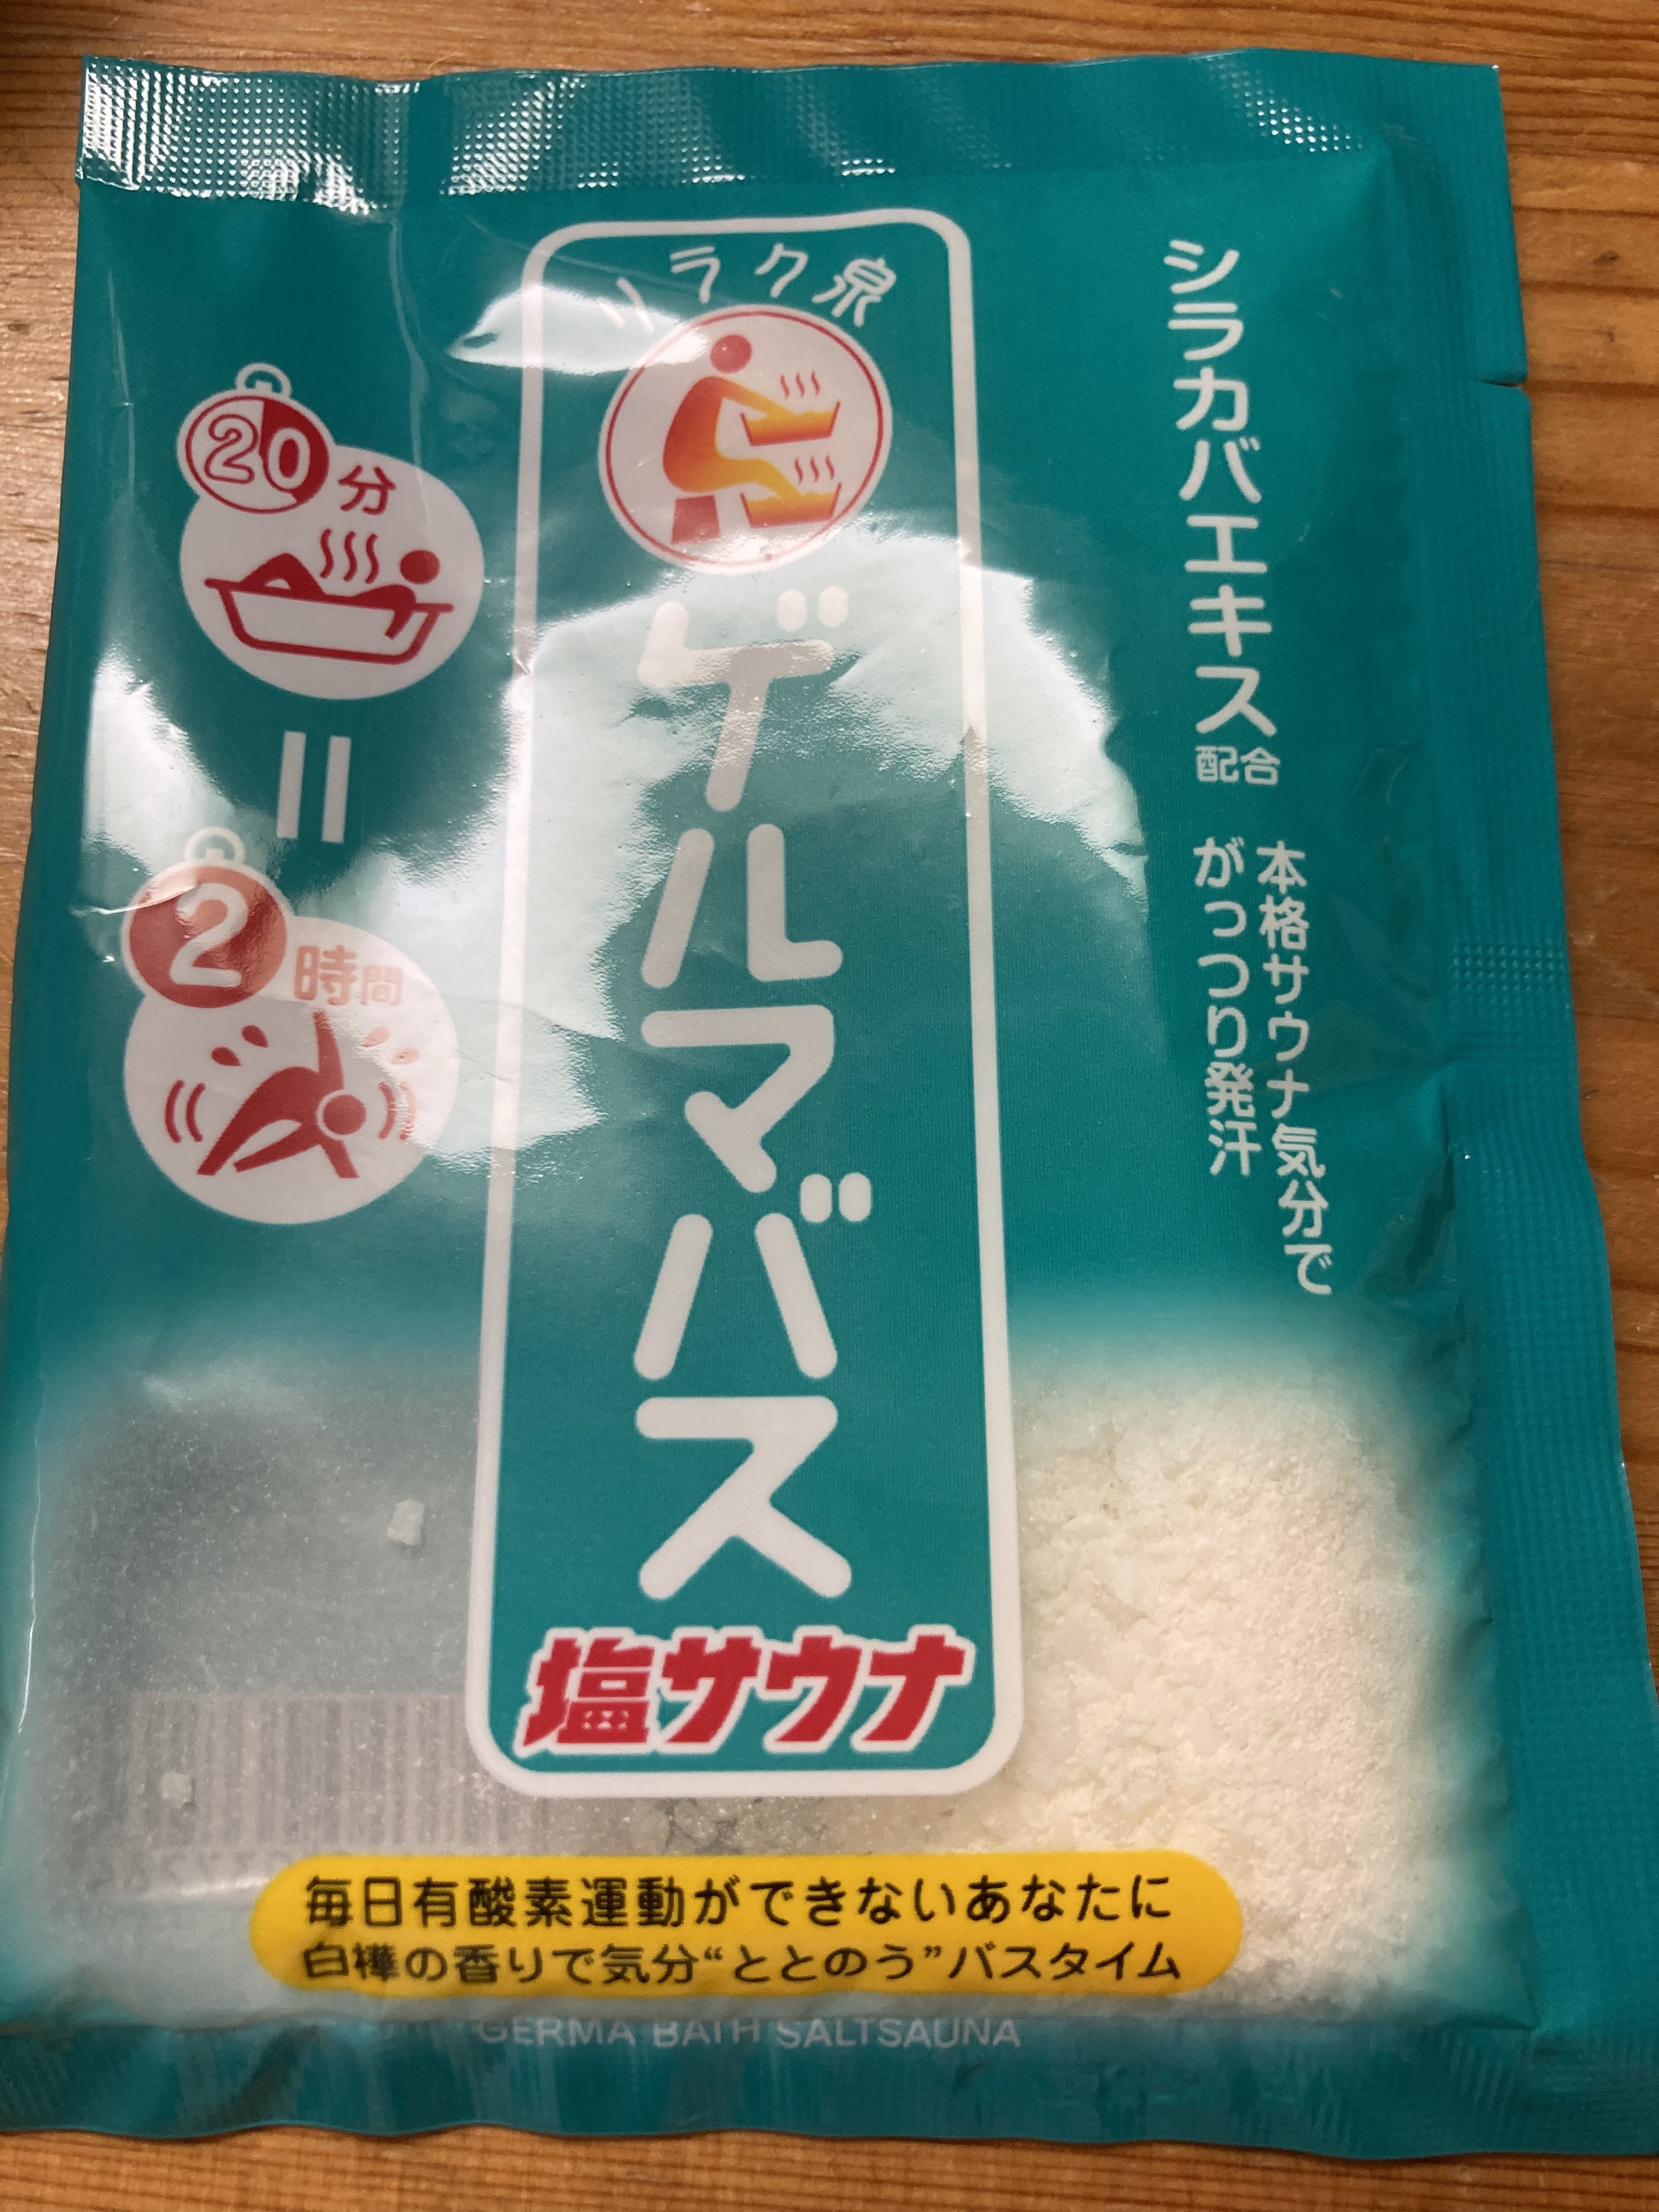 シラカバエキス配合
本格サウナ気分で
がっつり発汗
リラク泉
ゲルマバス
塩サウナ
20分
=
2時間
毎日有酸素運動ができないあなたに
白樺の香りで気分“ととのう”バスタイム
GERMA BATH SALTSAUNA